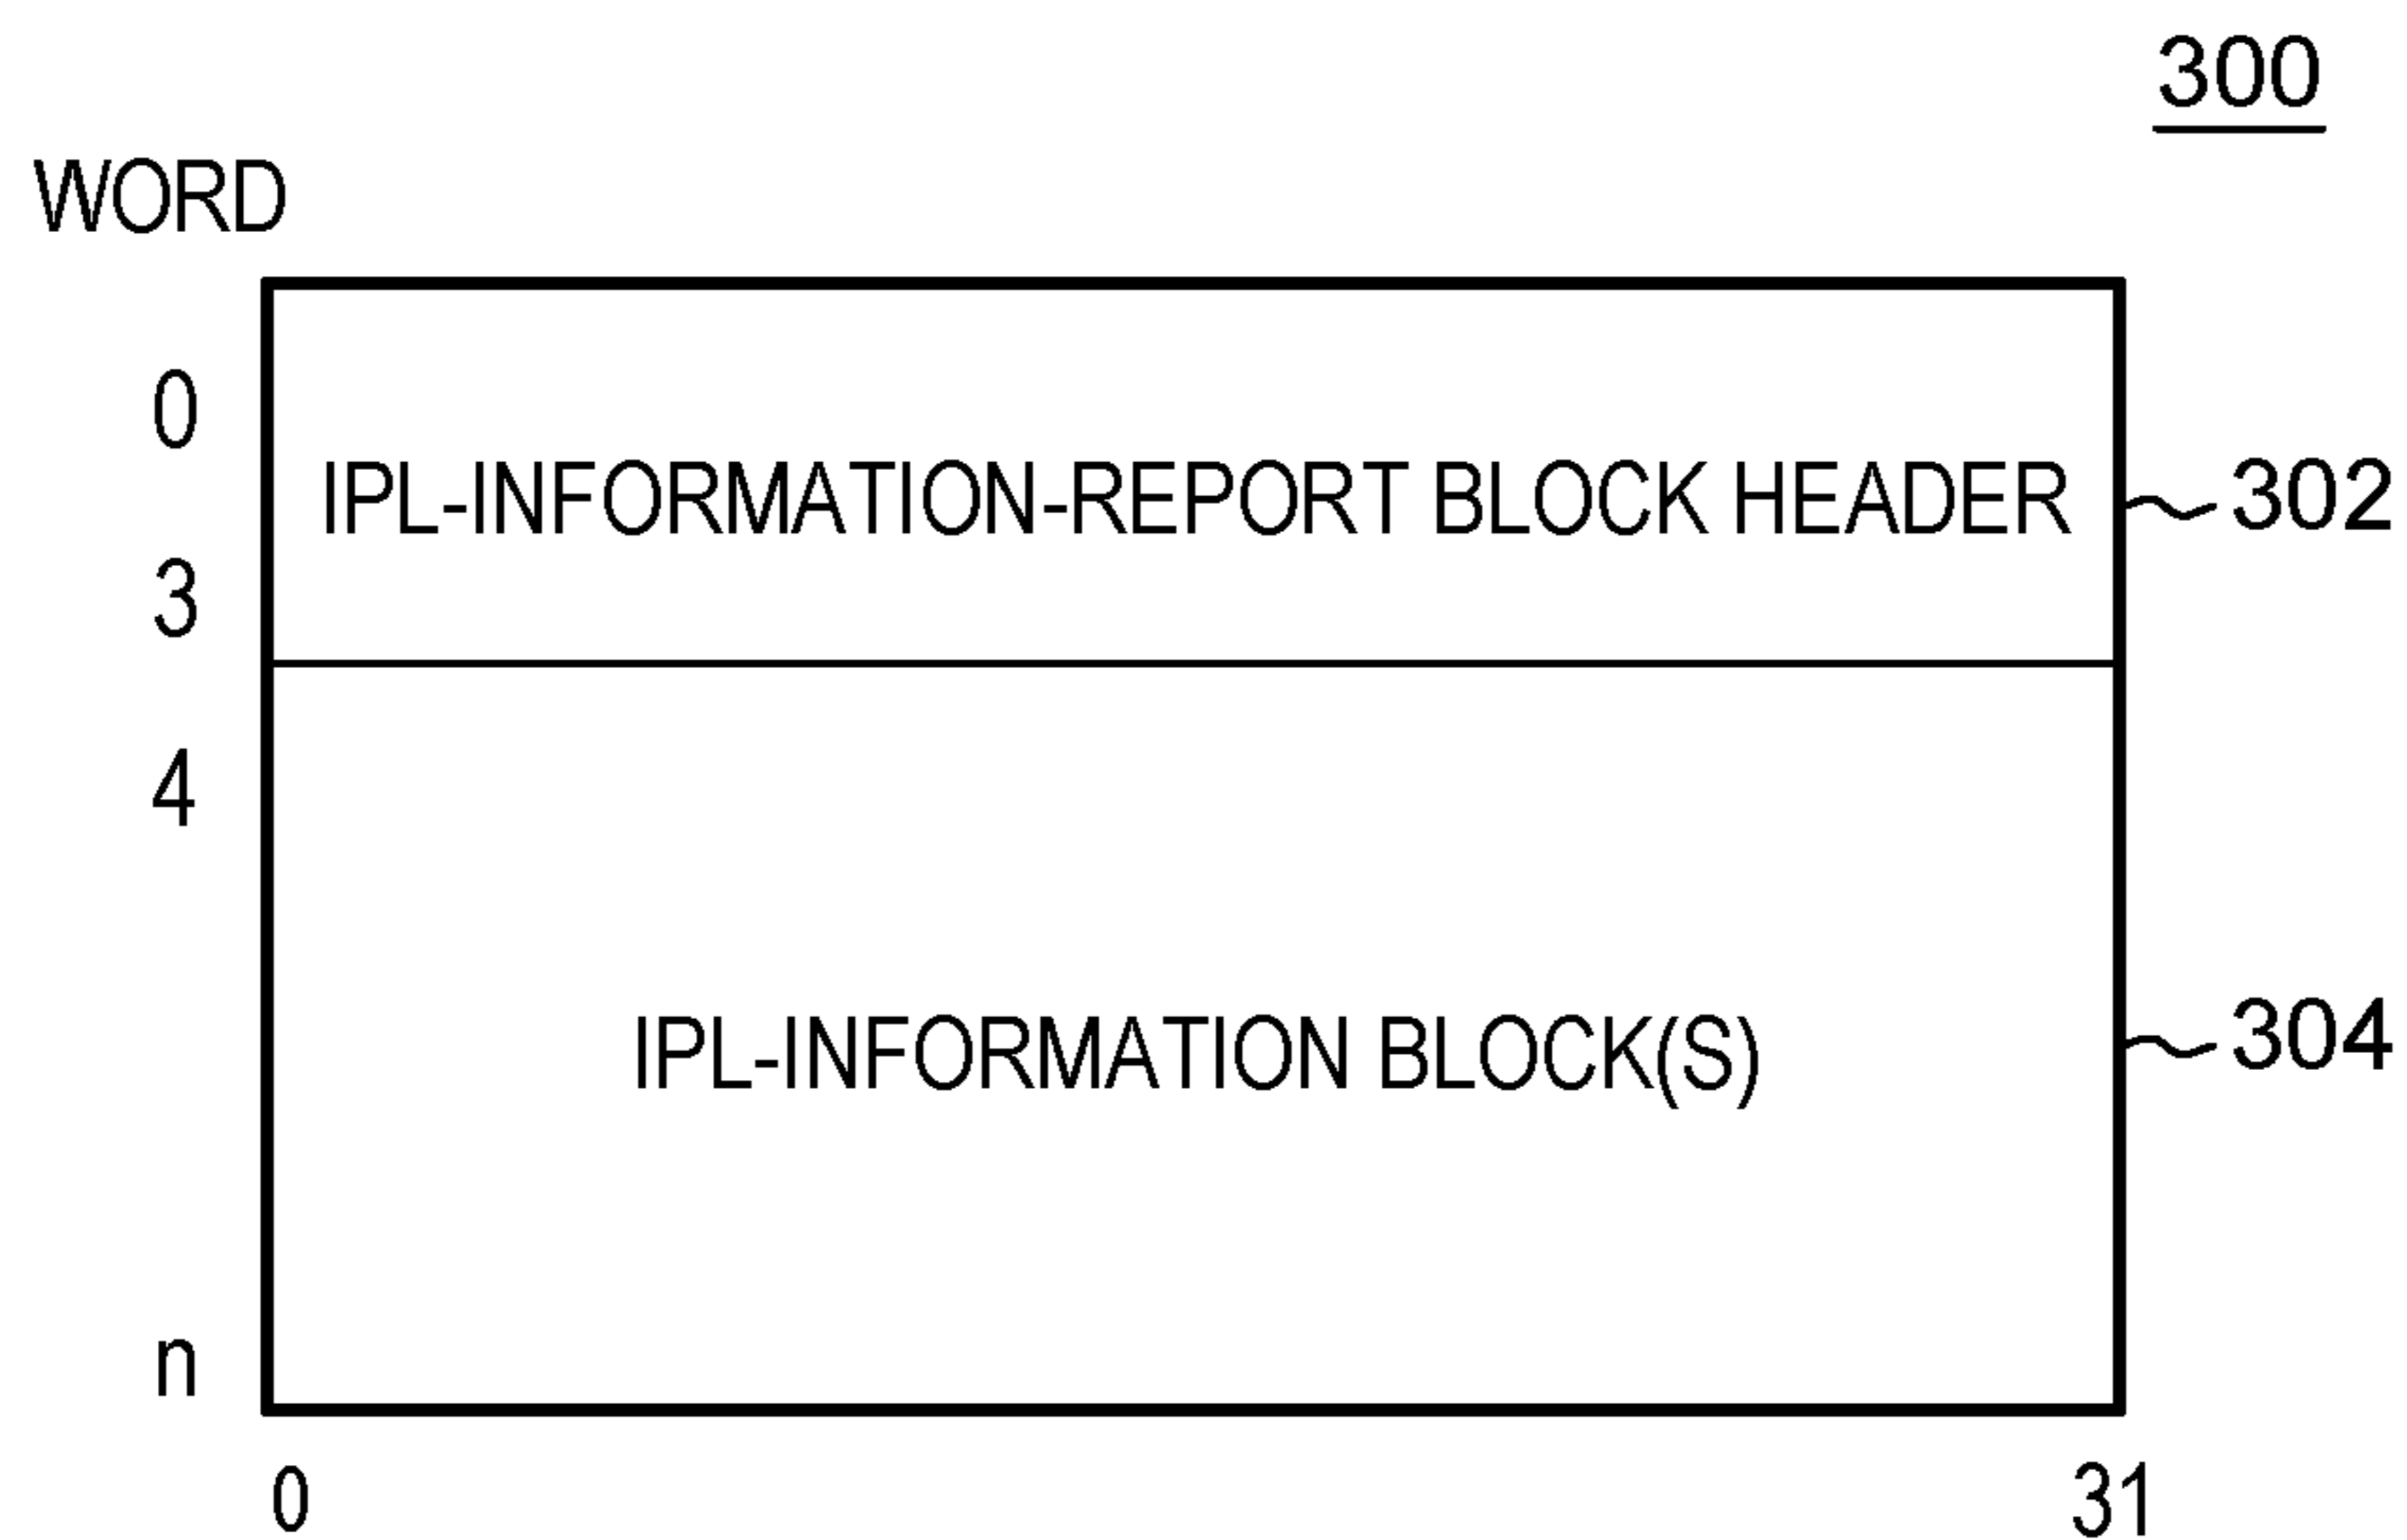 300
WORD
0
IPL-INFORMATION-REPORT BLOCK HEADER 302
3
4
IPL-INFORMATION BLOCK(S) 304
n
0 31